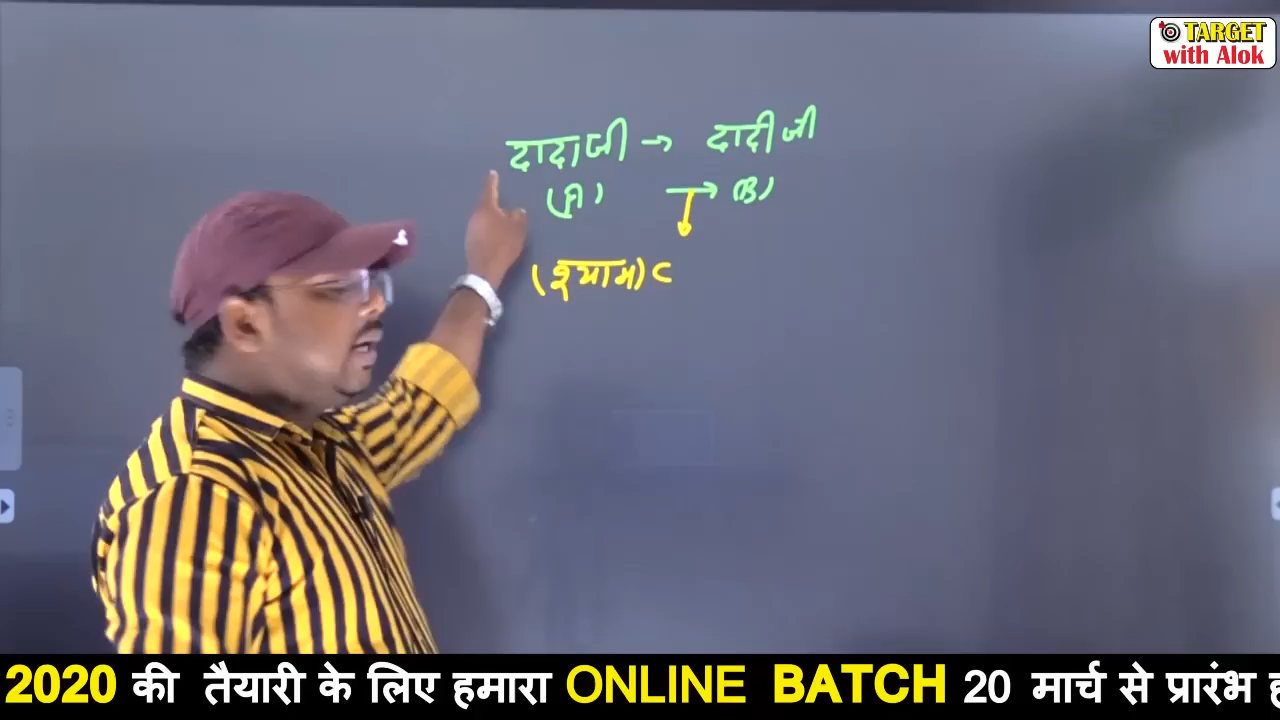 TARGET
with Alok
दादाजी → दादीजी
(A) → (B)
(श्याम) C
2020 की तैयारी के लिए हमारा ONLINE BATCH 20 मार्च से प्रारंभ ह